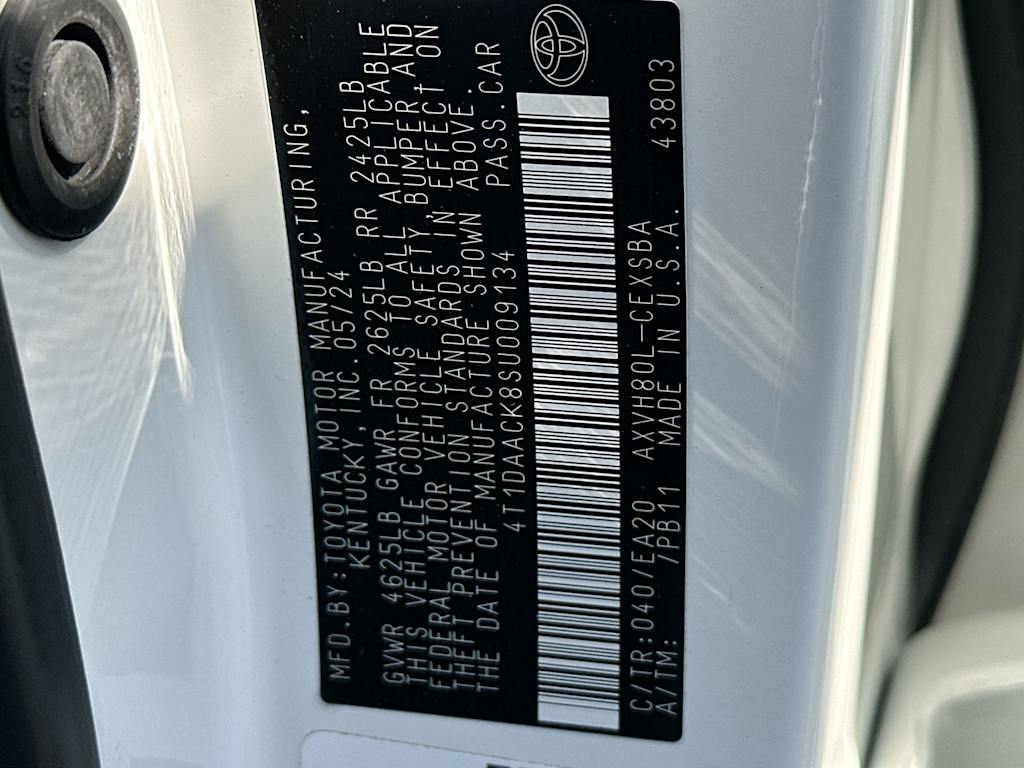 MFD.BY:TOYOTA MOTOR MANUFACTURING,
KENTUCKY,INC. 05/24
GVWR 4625LB GAWR FR 2625LB RR 2425LB
THIS VEHICLE CONFORMS TO ALL APPLICABLE
FEDERAL MOTOR VEHICLE SAFETY, BUMPER, AND
THEFT PREVENTION STANDARDS IN EFFECT ON
THE DATE OF MANUFACTURE SHOWN ABOVE.
4T1DAACK8SU009134 PASS.CAR
C/TR:040/EA20 AXVH80L-CEXSBA 43803
A/TM: /PB11 MADE IN U.S.A.